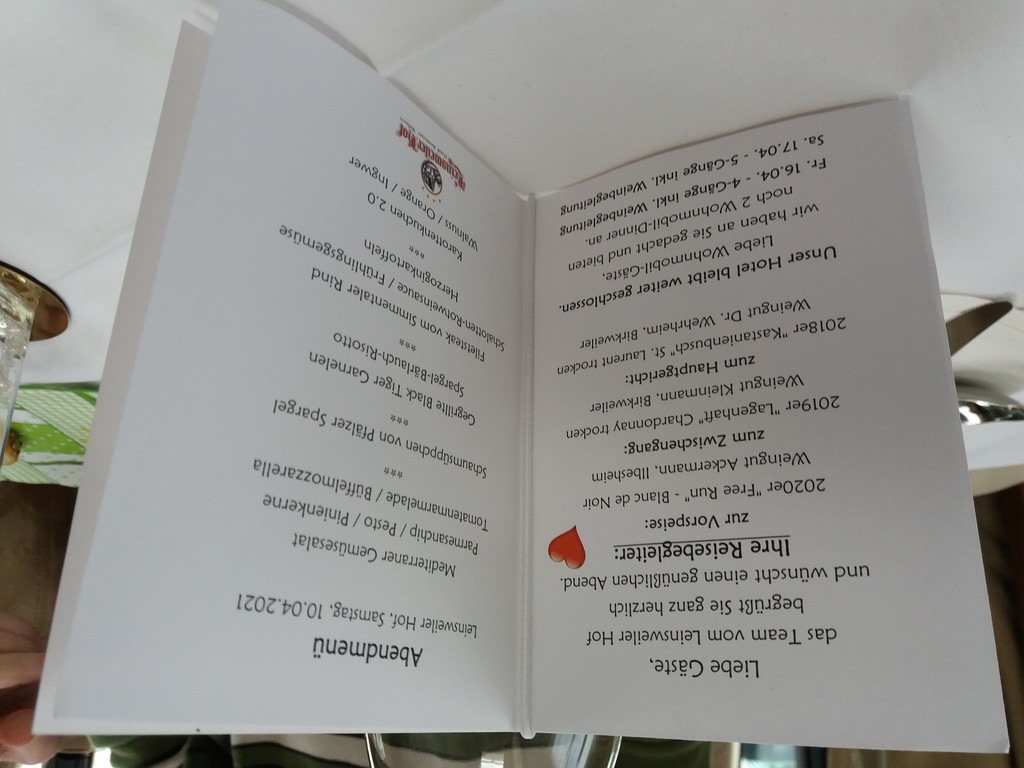 Liebe Gäste,
das Team vom Leinsweiler Hof
begrüßt Sie ganz herzlich
und wünscht einen genüßlichen Abend.
Ihre Reisebegleiter:
zur Vorspeise:
2020er "Free Run" - Blanc de Noir
Weingut Ackermann, Ilbesheim
zum Zwischengang:
2019er "Lagenhaft" Chardonnay trocken
Weingut Kleimann, Birkweiler
zum Hauptgericht:
2018er "Kastanienbusch" St. Laurent trocken
Weingut Dr. Wehrheim, Birkweiler
Unser Hotel bleibt weiter geschlossen.
Liebe Wohnmobil-Gäste,
wir haben an Sie gedacht und bieten
noch 2 Wohnmobil-Dinner an.
Fr. 16.04. - 4-Gänge inkl. Weinbegleitung
Sa. 17.04. - 5-Gänge inkl. Weinbegleitung
Abendmenü
Leinsweiler Hof, Samstag, 10.04.2021
Mediterraner Gemüsesalat
Parmesanchip / Pesto / Pinienkerne
Tomatenmarmelade / Büffelmozzarella
***
Schaumsüppchen von Pfälzer Spargel
***
Gegrillte Black Tiger Garnelen
Spargel-Bärlauch-Risotto
***
Filetsteak vom Simmentaler Rind
Schalotten-Rotweinsauce / Frühlingsgemüse
Herzoginkartoffeln
**
Karottenkuchen 2.0
Walnuss / Orange / Ingwer
Leinsweiler Hof